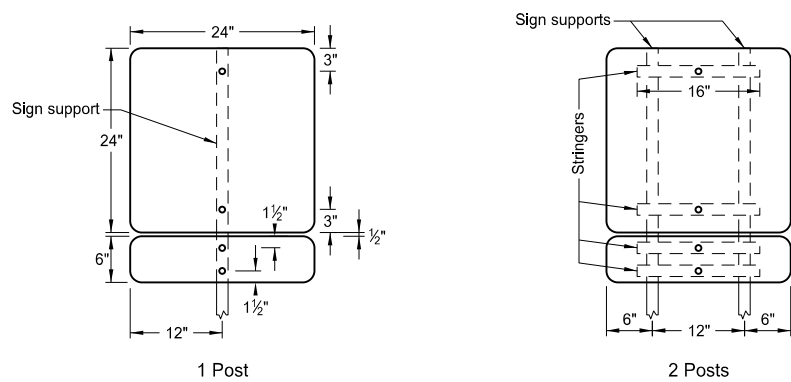 24"
3"
Sign support
24"
1½"
3"
½"
6"
1½"
12"
1 Post
Sign supports
16"
Stringers
6"
12"
6"
2 Posts